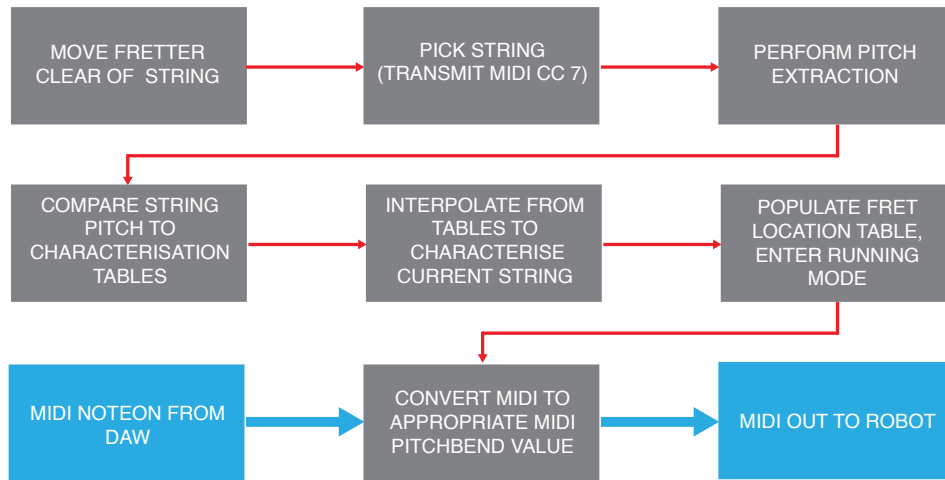 MOVE FRETTER
CLEAR OF STRING
PICK STRING
(TRANSMIT MIDI CC 7)
PERFORM PITCH
EXTRACTION
COMPARE STRING
PITCH TO
CHARACTERISATION
TABLES
INTERPOLATE FROM
TABLES TO
CHARACTERISE
CURRENT STRING
POPULATE FRET
LOCATION TABLE,
ENTER RUNNING
MODE
MIDI NOTEON FROM
DAW
CONVERT MIDI TO
APPROPRIATE MIDI
PITCHBEND VALUE
MIDI OUT TO ROBOT